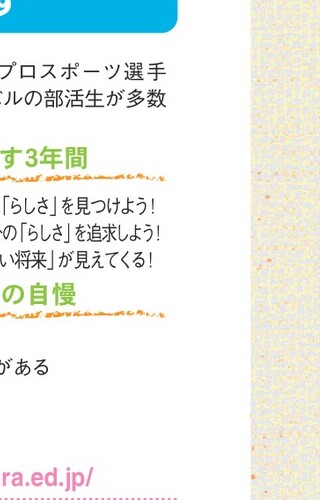 プロスポーツ選手
ルの部活生が多数
す3年間
「らしさ」を見つけよう!
の「らしさ」を追求しよう!
い将来」が見えてくる!
の自慢
がある
ra.ed.jp/